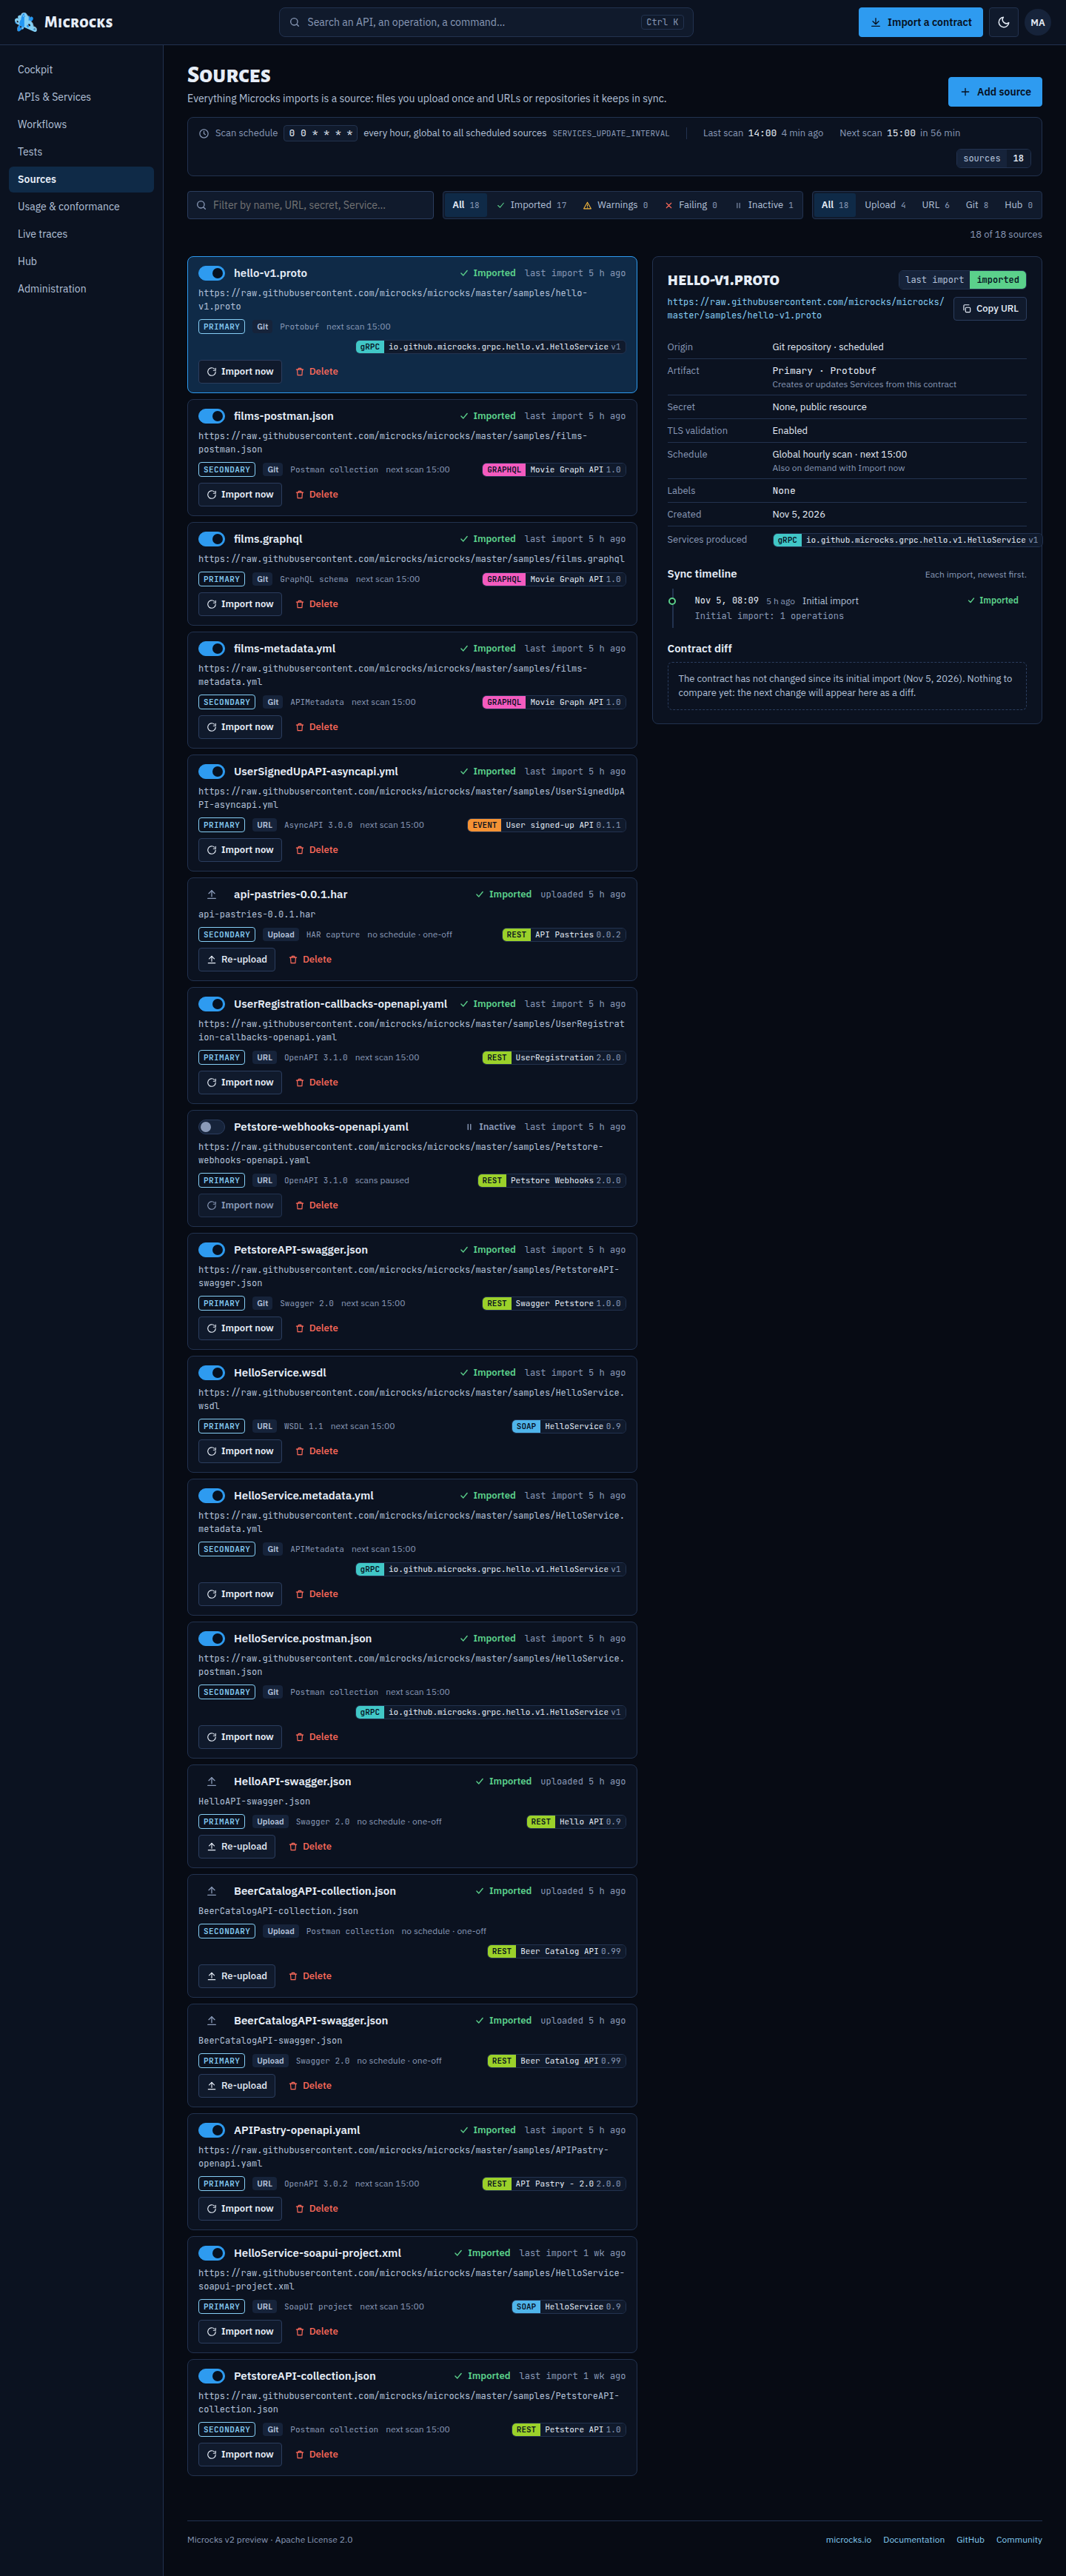 Microcks
Search an API, an operation, a command...
Ctrl K
Import a contract
MA
Cockpit
APIs & Services
Workflows
Tests
Sources
Usage & conformance
Live traces
Hub
Administration
Sources
Everything Microcks imports is a source: files you upload once and URLs or repositories it keeps in sync.
Add source
Scan schedule 0 0 * * * * every hour, global to all scheduled sources SERVICES_UPDATE_INTERVAL Last scan 14:00 4 min ago Next scan 15:00 in 56 min
sources 18
Filter by name, URL, secret, Service...
All 18 Imported 17 Warnings 0 Failing 0 Inactive 1
All 18 Upload 4 URL 6 Git 8 Hub 0
18 of 18 sources
hello-v1.proto Imported last import 5 h ago
https://raw.githubusercontent.com/microcks/microcks/master/samples/hello-
v1.proto
PRIMARY Git Protobuf next scan 15:00
gRPC io.github.microcks.grpc.hello.v1.HelloService v1
Import now Delete
films-postman.json Imported last import 5 h ago
https://raw.githubusercontent.com/microcks/microcks/master/samples/films-
postman.json
SECONDARY Git Postman collection next scan 15:00 GRAPHQL Movie Graph API 1.0
Import now Delete
films.graphql Imported last import 5 h ago
https://raw.githubusercontent.com/microcks/microcks/master/samples/films.graphql
PRIMARY Git GraphQL schema next scan 15:00 GRAPHQL Movie Graph API 1.0
Import now Delete
films-metadata.yml Imported last import 5 h ago
https://raw.githubusercontent.com/microcks/microcks/master/samples/films-
metadata.yml
SECONDARY Git APIMetadata next scan 15:00 GRAPHQL Movie Graph API 1.0
Import now Delete
UserSignedUpAPI-asyncapi.yml Imported last import 5 h ago
https://raw.githubusercontent.com/microcks/microcks/master/samples/UserSignedUpA
PI-asyncapi.yml
PRIMARY URL AsyncAPI 3.0.0 next scan 15:00 EVENT User signed-up API 0.1.1
Import now Delete
api-pastries-0.0.1.har Imported uploaded 5 h ago
api-pastries-0.0.1.har
SECONDARY Upload HAR capture no schedule · one-off REST API Pastries 0.0.2
Re-upload Delete
UserRegistration-callbacks-openapi.yaml Imported last import 5 h ago
https://raw.githubusercontent.com/microcks/microcks/master/samples/UserRegistrat
ion-callbacks-openapi.yaml
PRIMARY URL OpenAPI 3.1.0 next scan 15:00 REST UserRegistration 2.0.0
Import now Delete
Petstore-webhooks-openapi.yaml Inactive last import 5 h ago
https://raw.githubusercontent.com/microcks/microcks/master/samples/Petstore-
webhooks-openapi.yaml
PRIMARY URL OpenAPI 3.1.0 scans paused REST Petstore Webhooks 2.0.0
Import now Delete
PetstoreAPI-swagger.json Imported last import 5 h ago
https://raw.githubusercontent.com/microcks/microcks/master/samples/PetstoreAPI-
swagger.json
PRIMARY Git Swagger 2.0 next scan 15:00 REST Swagger Petstore 1.0.0
Import now Delete
HelloService.wsdl Imported last import 5 h ago
https://raw.githubusercontent.com/microcks/microcks/master/samples/HelloService.
wsdl
PRIMARY URL WSDL 1.1 next scan 15:00 SOAP HelloService 0.9
Import now Delete
HelloService.metadata.yml Imported last import 5 h ago
https://raw.githubusercontent.com/microcks/microcks/master/samples/HelloService.
metadata.yml
SECONDARY Git APIMetadata next scan 15:00
gRPC io.github.microcks.grpc.hello.v1.HelloService v1
Import now Delete
HelloService.postman.json Imported last import 5 h ago
https://raw.githubusercontent.com/microcks/microcks/master/samples/HelloService.
postman.json
SECONDARY Git Postman collection next scan 15:00
gRPC io.github.microcks.grpc.hello.v1.HelloService v1
Import now Delete
HelloAPI-swagger.json Imported uploaded 5 h ago
HelloAPI-swagger.json
PRIMARY Upload Swagger 2.0 no schedule · one-off REST Hello API 0.9
Re-upload Delete
BeerCatalogAPI-collection.json Imported uploaded 5 h ago
BeerCatalogAPI-collection.json
SECONDARY Upload Postman collection no schedule · one-off
REST Beer Catalog API 0.99
Re-upload Delete
BeerCatalogAPI-swagger.json Imported uploaded 5 h ago
BeerCatalogAPI-swagger.json
PRIMARY Upload Swagger 2.0 no schedule · one-off REST Beer Catalog API 0.99
Re-upload Delete
APIPastry-openapi.yaml Imported last import 5 h ago
https://raw.githubusercontent.com/microcks/microcks/master/samples/APIPastry-
openapi.yaml
PRIMARY URL OpenAPI 3.0.2 next scan 15:00 REST API Pastry - 2.0 2.0.0
Import now Delete
HelloService-soapui-project.xml Imported last import 1 wk ago
https://raw.githubusercontent.com/microcks/microcks/master/samples/HelloService-
soapui-project.xml
PRIMARY URL SoapUI project next scan 15:00 SOAP HelloService 0.9
Import now Delete
PetstoreAPI-collection.json Imported last import 1 wk ago
https://raw.githubusercontent.com/microcks/microcks/master/samples/PetstoreAPI-
collection.json
SECONDARY Git Postman collection next scan 15:00 REST Petstore API 1.0
Import now Delete
HELLO-V1.PROTO last import imported
https://raw.githubusercontent.com/microcks/microcks/
master/samples/hello-v1.proto
Copy URL
Origin Git repository · scheduled
Artifact Primary · Protobuf
Creates or updates Services from this contract
Secret None, public resource
TLS validation Enabled
Schedule Global hourly scan · next 15:00
Also on demand with Import now
Labels None
Created Nov 5, 2026
Services produced gRPC io.github.microcks.grpc.hello.v1.HelloService v1
Sync timeline Each import, newest first.
Nov 5, 08:09 5 h ago Initial import Imported
Initial import: 1 operations
Contract diff
The contract has not changed since its initial import (Nov 5, 2026). Nothing to
compare yet: the next change will appear here as a diff.
Microcks v2 preview · Apache License 2.0
microcks.io Documentation GitHub Community